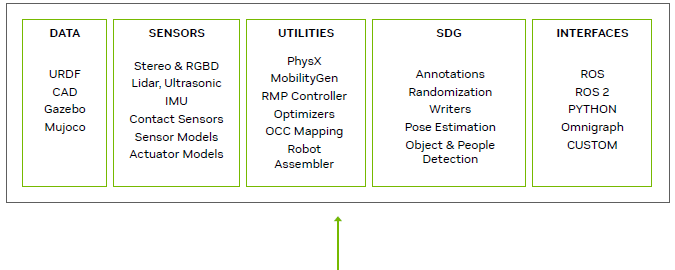 DATA
URDF
CAD
Gazebo
Mujoco
SENSORS
Stereo & RGBD
Lidar, Ultrasonic
IMU
Contact Sensors
Sensor Models
Actuator Models
UTILITIES
PhysX
MobilityGen
RMP Controller
Optimizers
OCC Mapping
Robot
Assembler
SDG
Annotations
Randomization
Writers
Pose Estimation
Object & People
Detection
INTERFACES
ROS
ROS 2
PYTHON
Omnigraph
CUSTOM